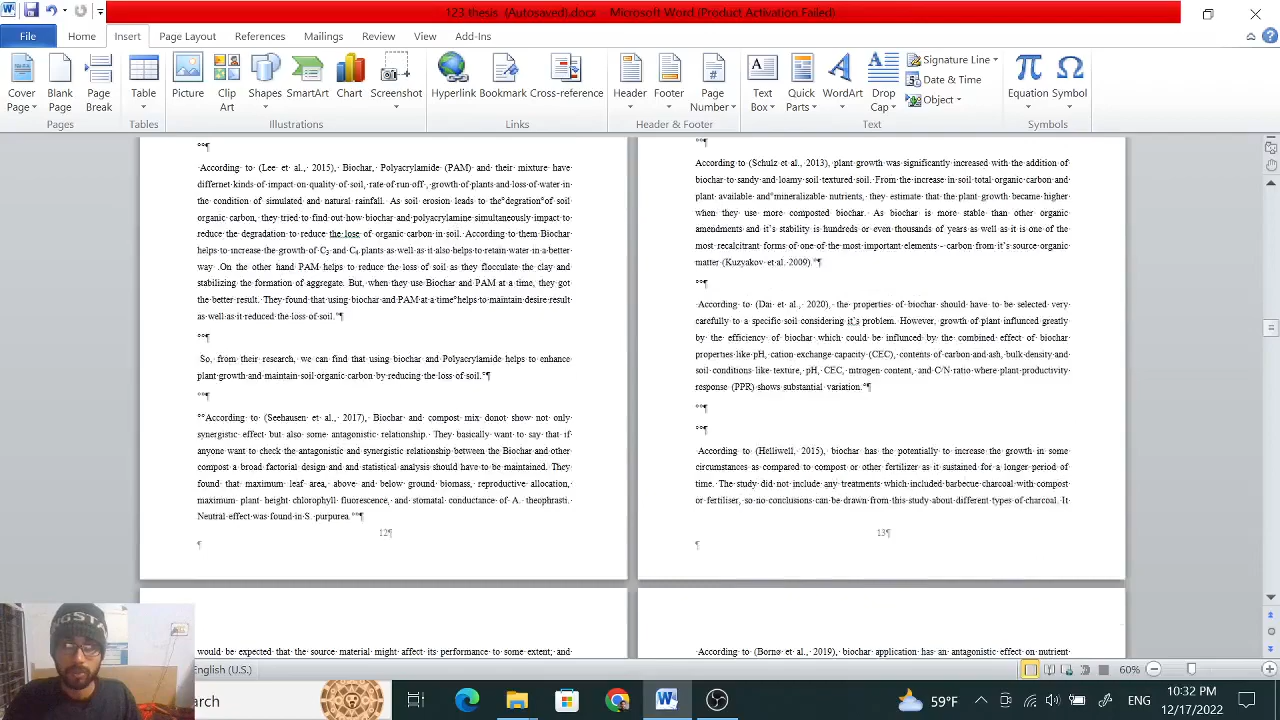 123 thesis (Autosaved).docx - Microsoft Word (Product Activation Failed)
File Home Insert Page Layout References Mailings Review View Add-Ins
Cover Page Blank Page Page Break Table Picture Clip Art Shapes SmartArt Chart Screenshot Hyperlink Bookmark Cross-reference Header Footer Page Number Text Box Quick Parts WordArt Drop Cap Signature Line Date & Time Object Equation Symbol
Pages Tables Illustrations Links Header & Footer Text Symbols
According to (Lee et al., 2015), Biochar, Polyacrylamide (PAM) and their mixture have
differnet kinds of impact on quality of soil, rate of run off , growth of plants and loss of water in
the condition of simulated and natural rainfall. As soil erosion leads to the degration of soil
organic carbon, they tried to find out how biochar and polyacrylamine simultaneously impact to
reduce the degradation to reduce the lose of organic carbon in soil. According to them Biochar
helps to increase the growth of C₃ and C₄ plants as well as it also helps to retain water in a better
way .On the other hand PAM helps to reduce the loss of soil as they flocculate the clay and
stabilizing the formation of aggregate. But, when they use Biochar and PAM at a time, they got
the better result. They found that using biochar and PAM at a time helps to maintain desire result
as well as it reduced the loss of soil.
So, from their research, we can find that using biochar and Polyacrylamide helps to enhance
plant growth and maintain soil organic carbon by reducing the loss of soil.
According to (Seehausen et al., 2017), Biochar and compost mix donot show not only
synergistic effect but also some antagonistic relationship. They basically want to say that if
anyone want to check the antagonistic and synergistic relationship between the Biochar and other
compost a broad factorial design and and statistical analysis should have to be maintained. They
found that maximum leaf area, above and below ground biomass, reproductive allocation,
maximum plant height chlorophyll fluorescence, and stomatal conductance of A. theophrasti.
Neutral effect was found in S. purpurea.
12
According to (Schulz et al., 2013), plant growth was significantly increased with the addition of
biochar to sandy and loamy soil textured soil. From the increase in soil total organic carbon and
plant available and mineralizable nutrients, they estimate that the plant growth became higher
when they use more composted biochar. As biochar is more stable than other organic
amendments and it's stability is hundreds or even thousands of years as well as it is one of the
most recalcitrant forms of one of the most important elements – carbon from it's source organic
matter (Kuzyakov et al. 2009).
According to (Dai et al., 2020), the properties of biochar should have to be selected very
carefully to a specific soil considering it's problem. However, growth of plant influnced greatly
by the efficiency of biochar which could be influnced by the combined effect of biochar
properties like pH, cation exchange capacity (CEC), contents of carbon and ash, bulk density and
soil conditions like texture, pH, CEC, nitrogen content, and C/N ratio where plant productivity
response (PPR) shows substantial variation.
According to (Helliwell, 2015), biochar has the potentially to increase the growth in some
circumstances as compared to compost or other fertilizer as it sustained for a longer period of
time. The study did not include any treatments which included barbecue charcoal with compost
or fertiliser, so no conclusions can be drawn from this study about different types of charcoal. It
13
would be expected that the source material might affect its performance to some extent; and
According to (Borno et al., 2019), biochar application has an antagonistic effect on nutrient
English (U.S.) 60%
arch 59°F ENG 10:32 PM
12/17/2022